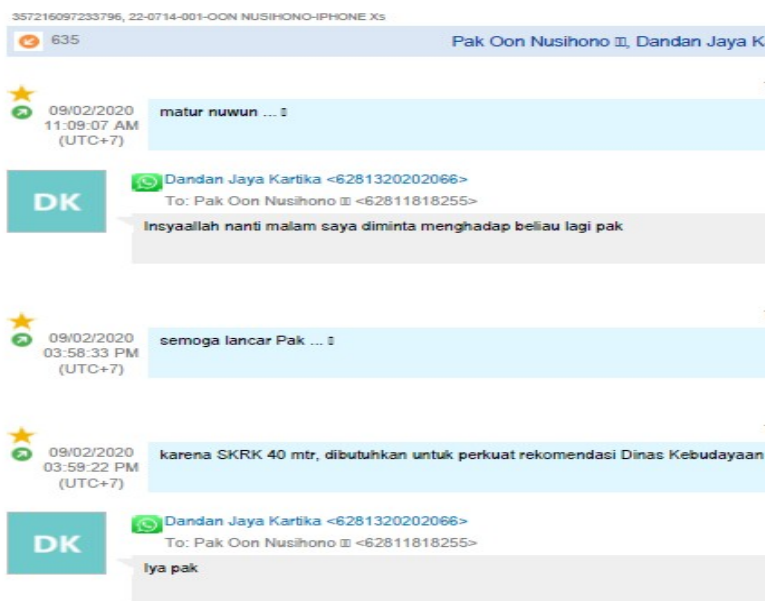 357216097233796, 22-0714-001-OON NUSIHONO-IPHONE Xs
635
Pak Oon Nusihono, Dandan Jaya K
09/02/2020
11:09:07 AM
(UTC+7)
matur nuwun ...
DK
Dandan Jaya Kartika <6281320202066>
To: Pak Oon Nusihono <62811818255>
Insyaallah nanti malam saya diminta menghadap beliau lagi pak
09/02/2020
03:58:33 PM
(UTC+7)
semoga lancar Pak ...
09/02/2020
03:59:22 PM
(UTC+7)
karena SKRK 40 mtr, dibutuhkan untuk perkuat rekomendasi Dinas Kebudayaan
DK
Dandan Jaya Kartika <6281320202066>
To: Pak Oon Nusihono <62811818255>
Iya pak